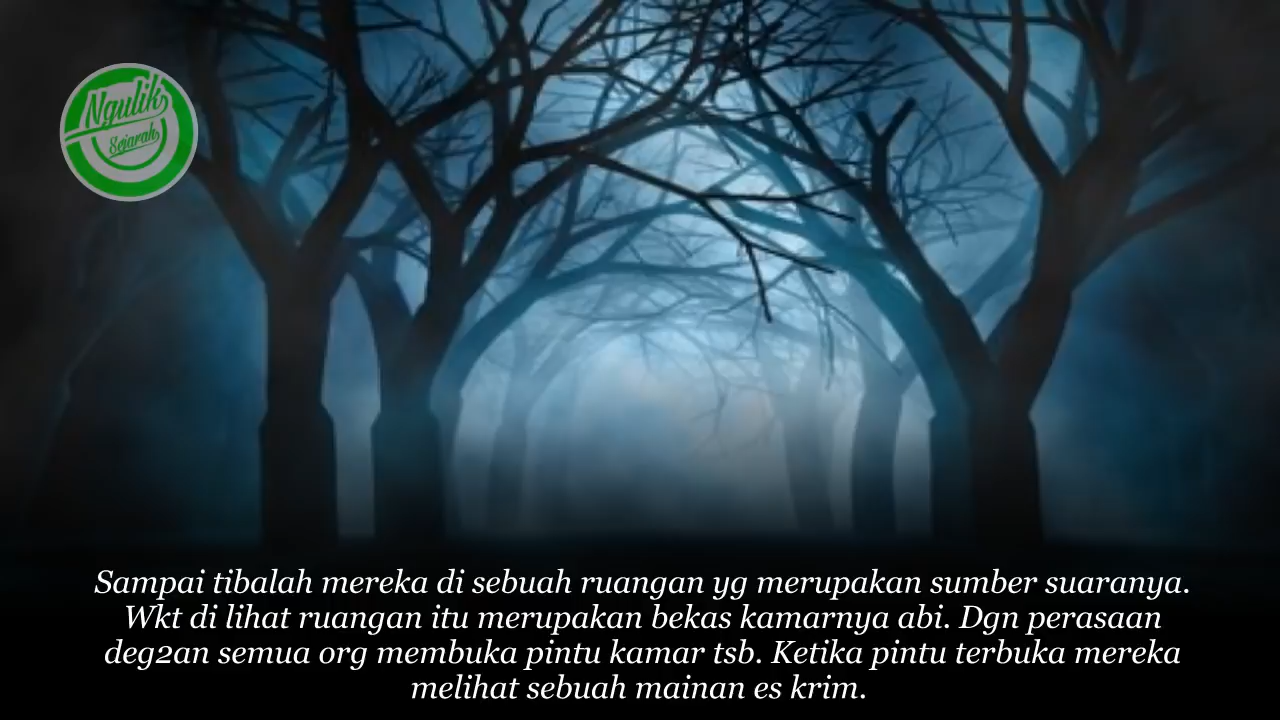 Ngulik
Sejarah
Sampai tibalah mereka di sebuah ruangan yg merupakan sumber suaranya.
Wkt di lihat ruangan itu merupakan bekas kamarnya abi. Dgn perasaan
deg2an semua org membuka pintu kamar tsb. Ketika pintu terbuka mereka
melihat sebuah mainan es krim.